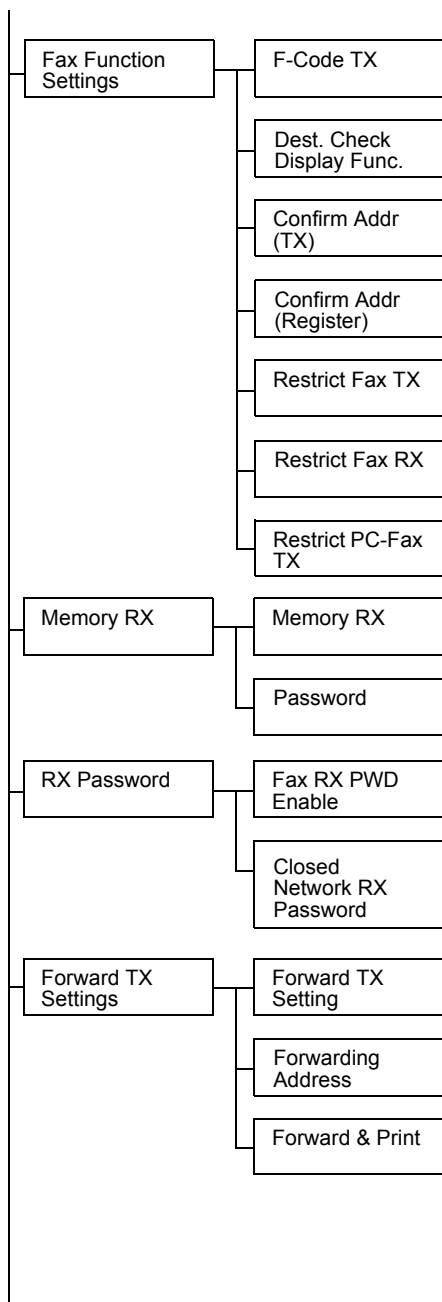 Fax Function
Settings
F-Code TX
Dest. Check
Display Func.
Confirm Addr
(TX)
Confirm Addr
(Register)
Restrict Fax TX
Restrict Fax RX
Restrict PC-Fax
TX
Memory RX
Memory RX
Password
RX Password
Fax RX PWD
Enable
Closed
Network RX
Password
Forward TX
Settings
Forward TX
Setting
Forwarding
Address
Forward & Print